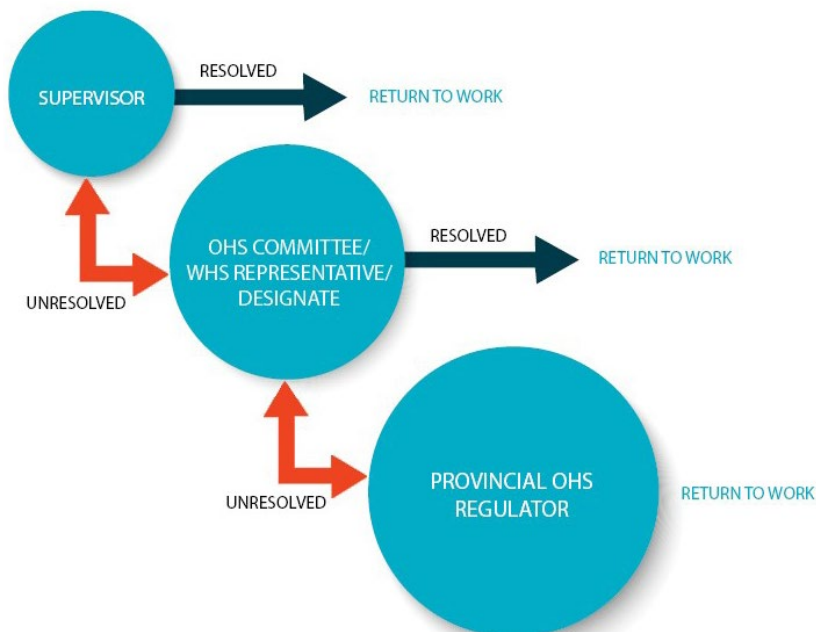 RESOLVED
SUPERVISOR
RETURN TO WORK
OHS COMMITTEE/
WHS REPRESENTATIVE/
DESIGNATE
RESOLVED
RETURN TO WORK
UNRESOLVED
PROVINCIAL OHS
REGULATOR
RETURN TO WORK
UNRESOLVED